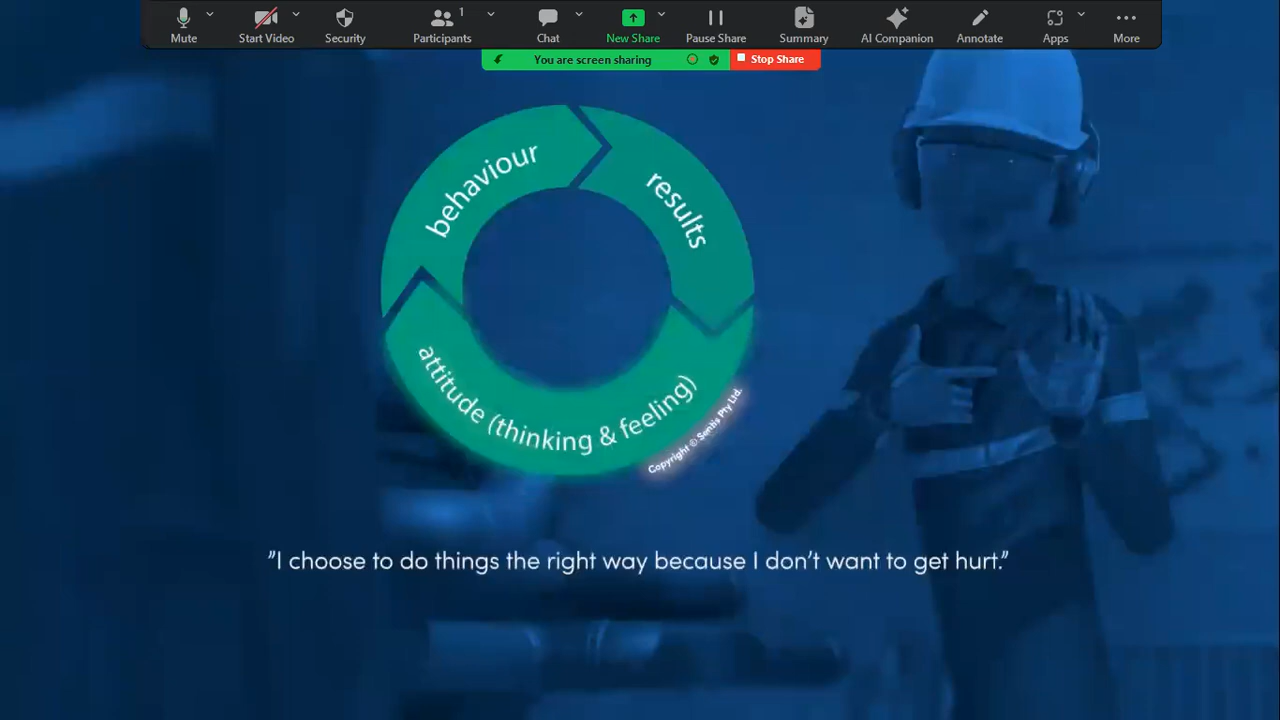 1
Mute
Start Video
Security
Participants
Chat
New Share
Pause Share
Summary
AI Companion
Annotate
Apps
More
You are screen sharing
Stop Share
behaviour
results
attitude (thinking & feeling)
Copyright © Sentis Pty Ltd.
"I choose to do things the right way because I don't want to get hurt."